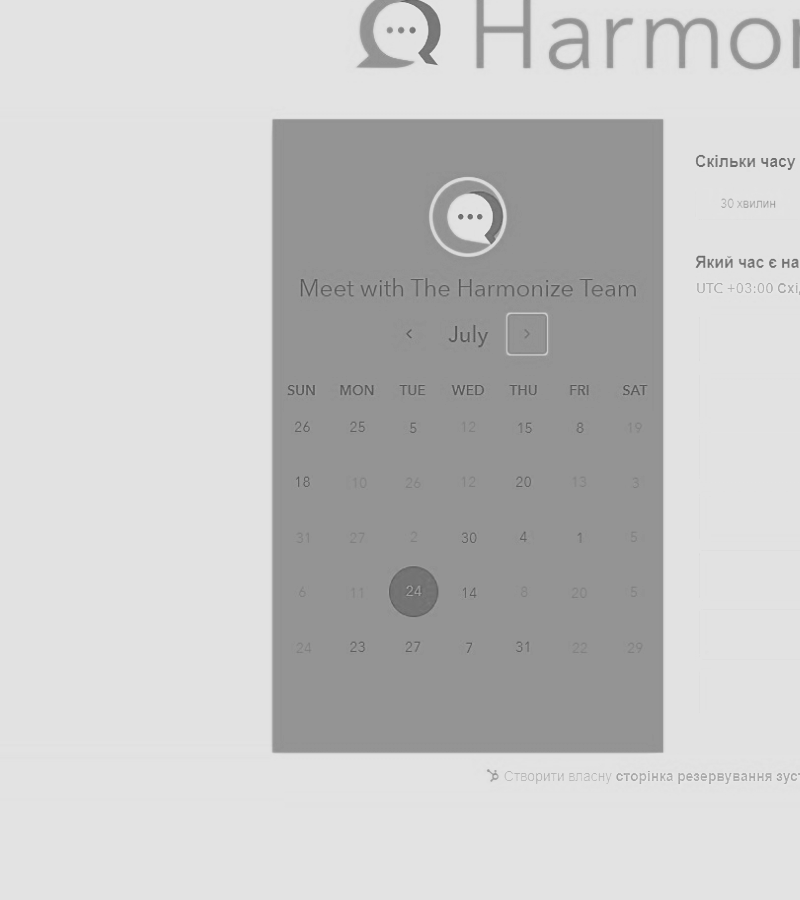 Harmon
Скільки часу
30 хвилин
Який час є на
UTC +03:00 Схі
Meet with The Harmonize Team
July
SUN MON TUE WED THU FRI SAT
26 25 5 12 15 8 19
18 10 26 12 20 13 3
31 27 2 30 4 1 5
6 11 24 14 8 20 5
24 23 27 7 31 22 29
Створити власну сторінка резервування зуст